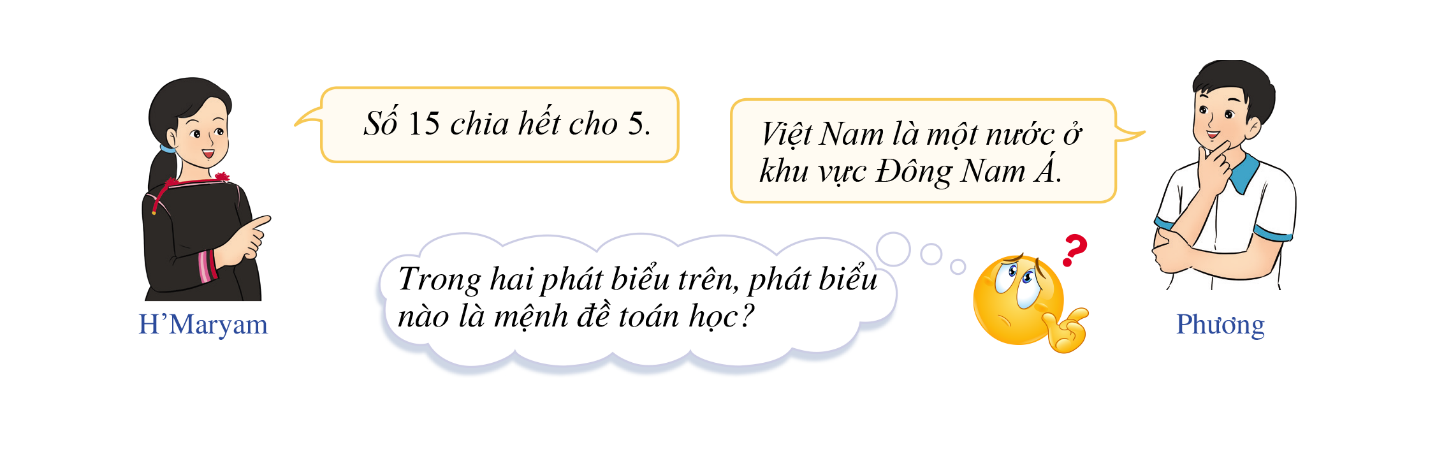 Số 15 chia hết cho 5.
Việt Nam là một nước ở
khu vực Đông Nam Á.
Trong hai phát biểu trên, phát biểu
nào là mệnh đề toán học?
?
H’Maryam
Phương